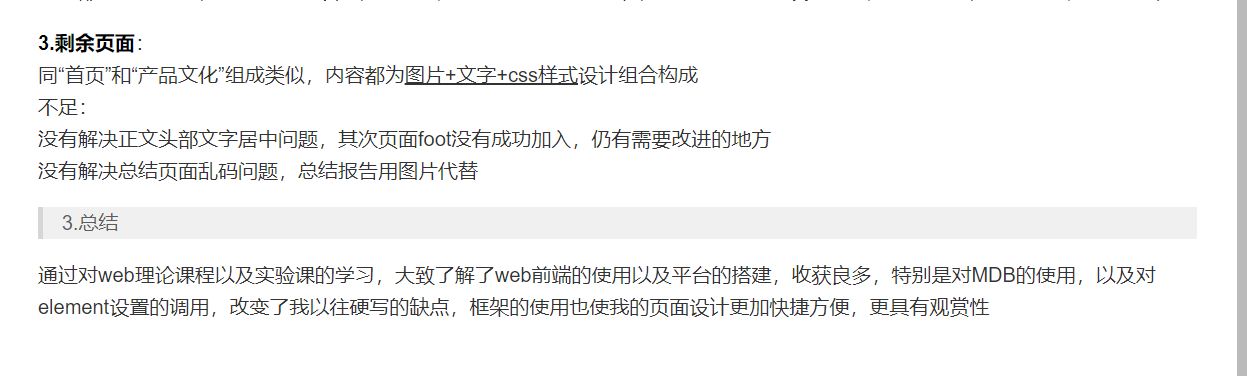 3.剩余页面：
同“首页”和“产品文化”组成类似，内容都为图片+文字+css样式设计组合构成
不足：
没有解决正文头部文字居中问题，其次页面foot没有成功加入，仍有需要改进的地方
没有解决总结页面乱码问题，总结报告用图片代替
3.总结
通过对web理论课程以及实验课的学习，大致了解了web前端的使用以及平台的搭建，收获良多，特别是对MDB的使用，以及对
element设置的调用，改变了我以往硬写的缺点，框架的使用也使我的页面设计更加快捷方便，更具有观赏性